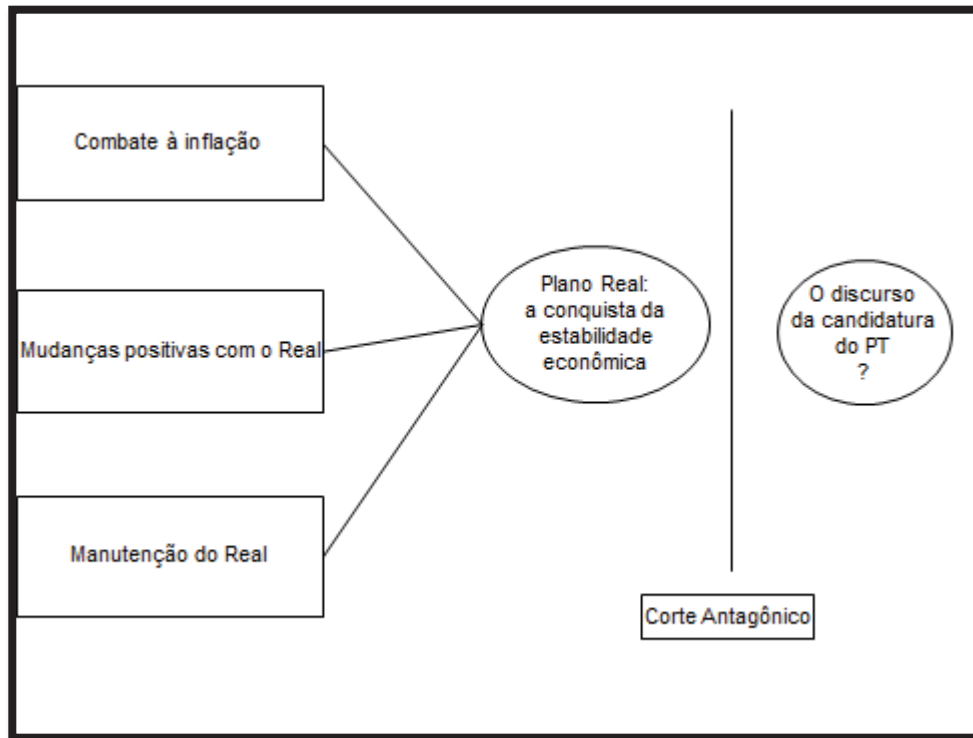 Combate à inflação
Mudanças positivas com o Real
Manutenção do Real
Plano Real:
a conquista da
estabilidade
econômica
O discurso
da candidatura
do PT
?
Corte Antagônico